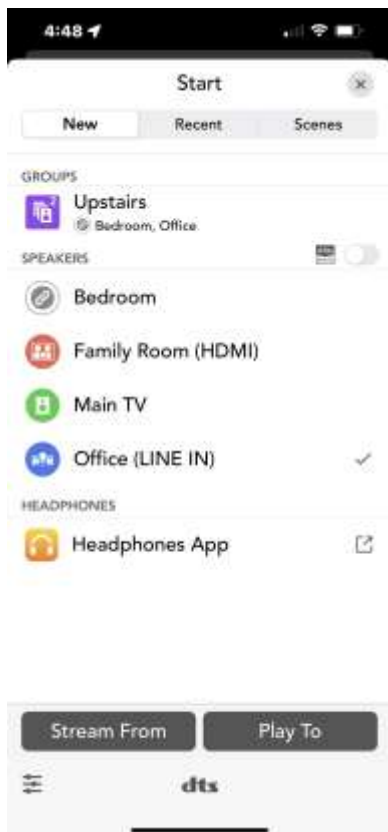 4:48
Start
New Recent Scenes
GROUPS
Upstairs
Bedroom, Office
SPEAKERS
Bedroom
Family Room (HDMI)
Main TV
Office (LINE IN)
HEADPHONES
Headphones App
Stream From Play To
dts